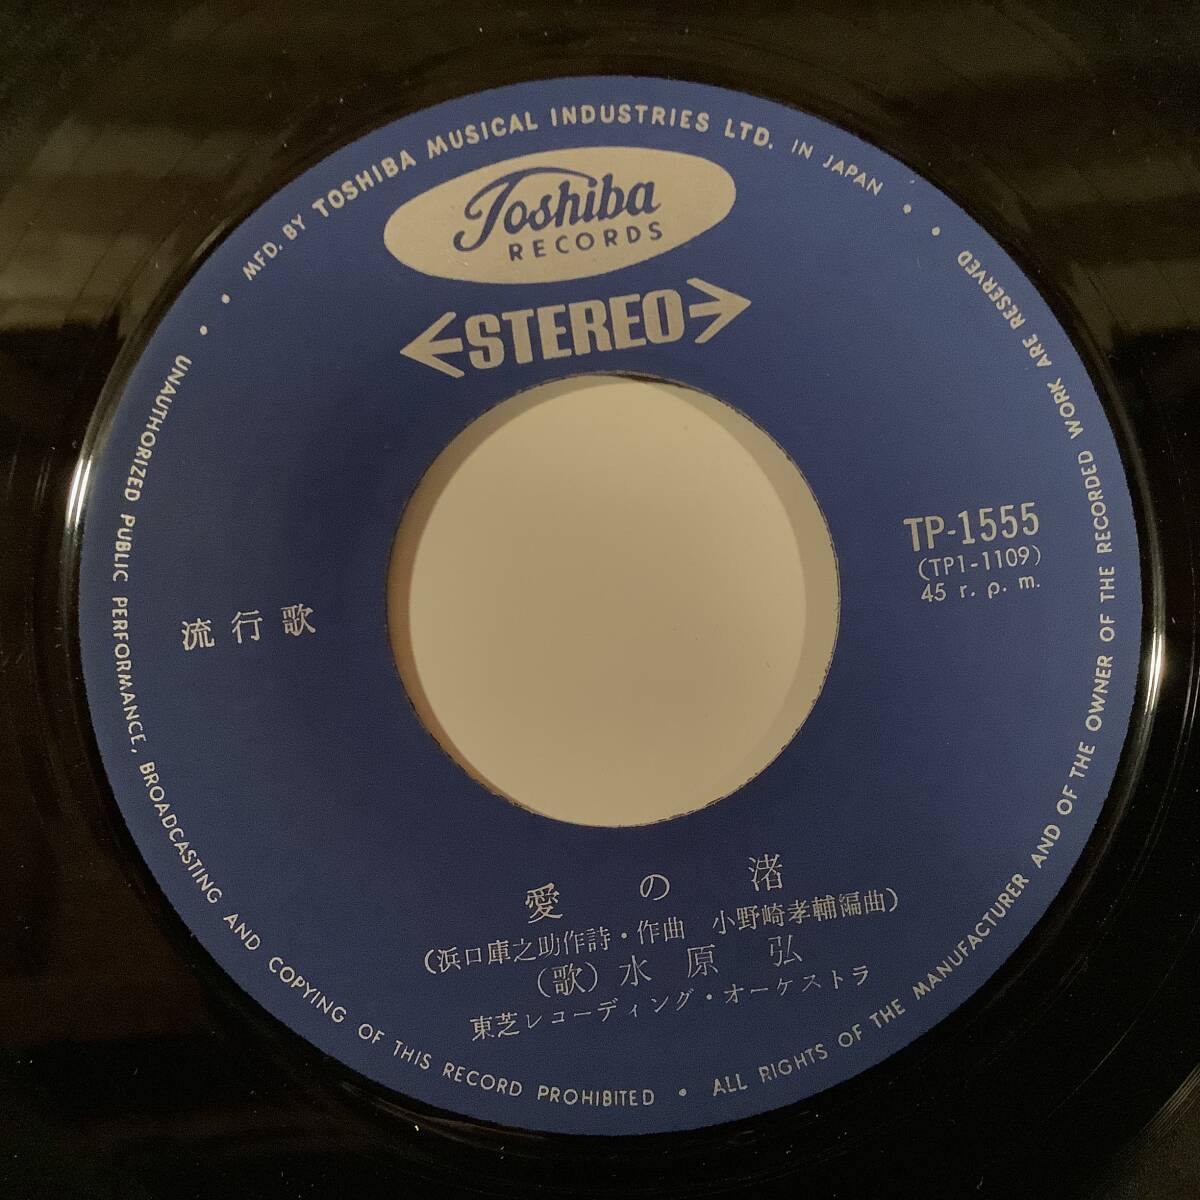 MFD. BY TOSHIBA MUSICAL INDUSTRIES LTD. IN JAPAN
Toshiba
RECORDS
STEREO
TP-1555
(TP1-1109)
45 r. p. m.
流行歌
愛の渚
(浜口庫之助作詩・作曲 小野崎孝輔編曲)
(歌) 水原弘
東芝レコーディング・オーケストラ
UNAUTHORIZED PUBLIC PERFORMANCE, BROADCASTING AND COPYING OF THIS RECORD PROHIBITED • ALL RIGHTS OF THE MANUFACTURER AND OF THE OWNER OF THE RECORDED WORK ARE RESERVED